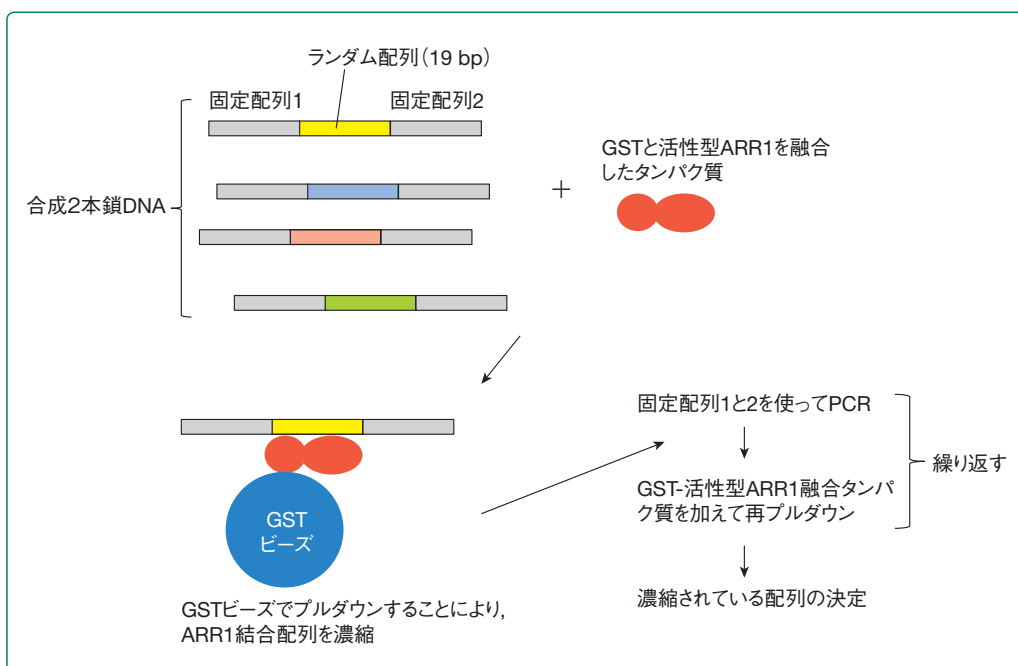 ランダム配列（19 bp）
固定配列1
固定配列2
合成2本鎖DNA
+
GSTと活性型ARR1を融合
したタンパク質
GST
ビーズ
GSTビーズでプルダウンすることにより，
ARR1結合配列を濃縮
固定配列1と2を使ってPCR
GST-活性型ARR1融合タンパ
ク質を加えて再プルダウン
繰り返す
濃縮されている配列の決定